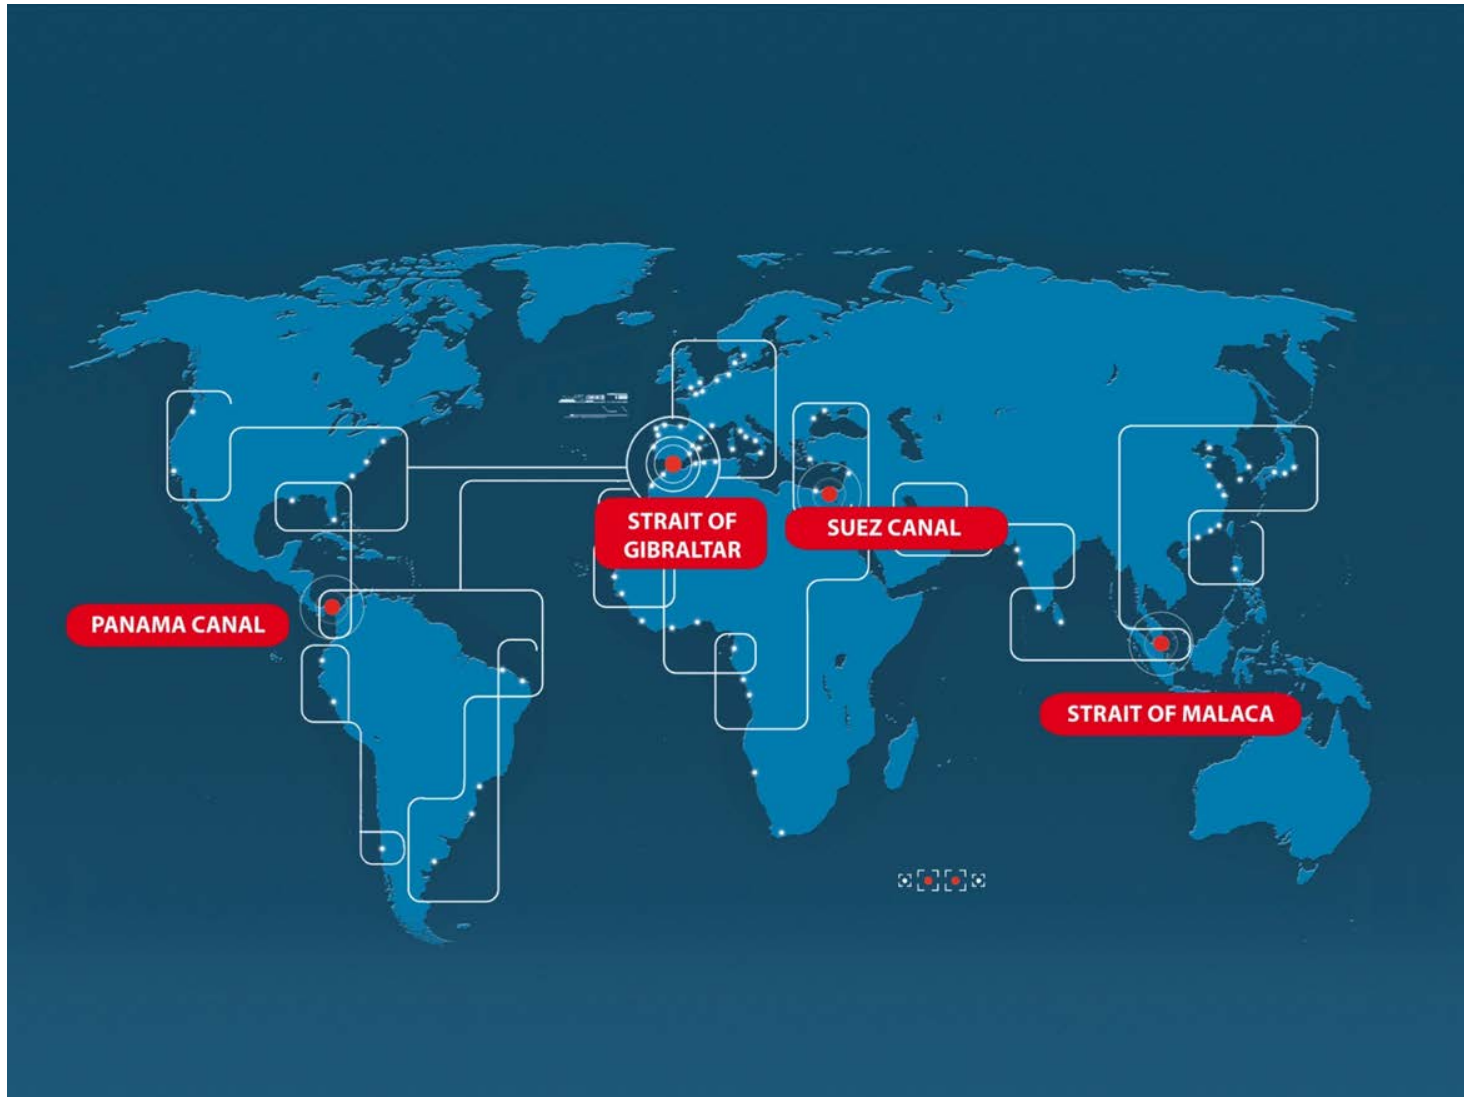 STRAIT OF
GIBRALTAR
SUEZ CANAL
PANAMA CANAL
STRAIT OF MALACA